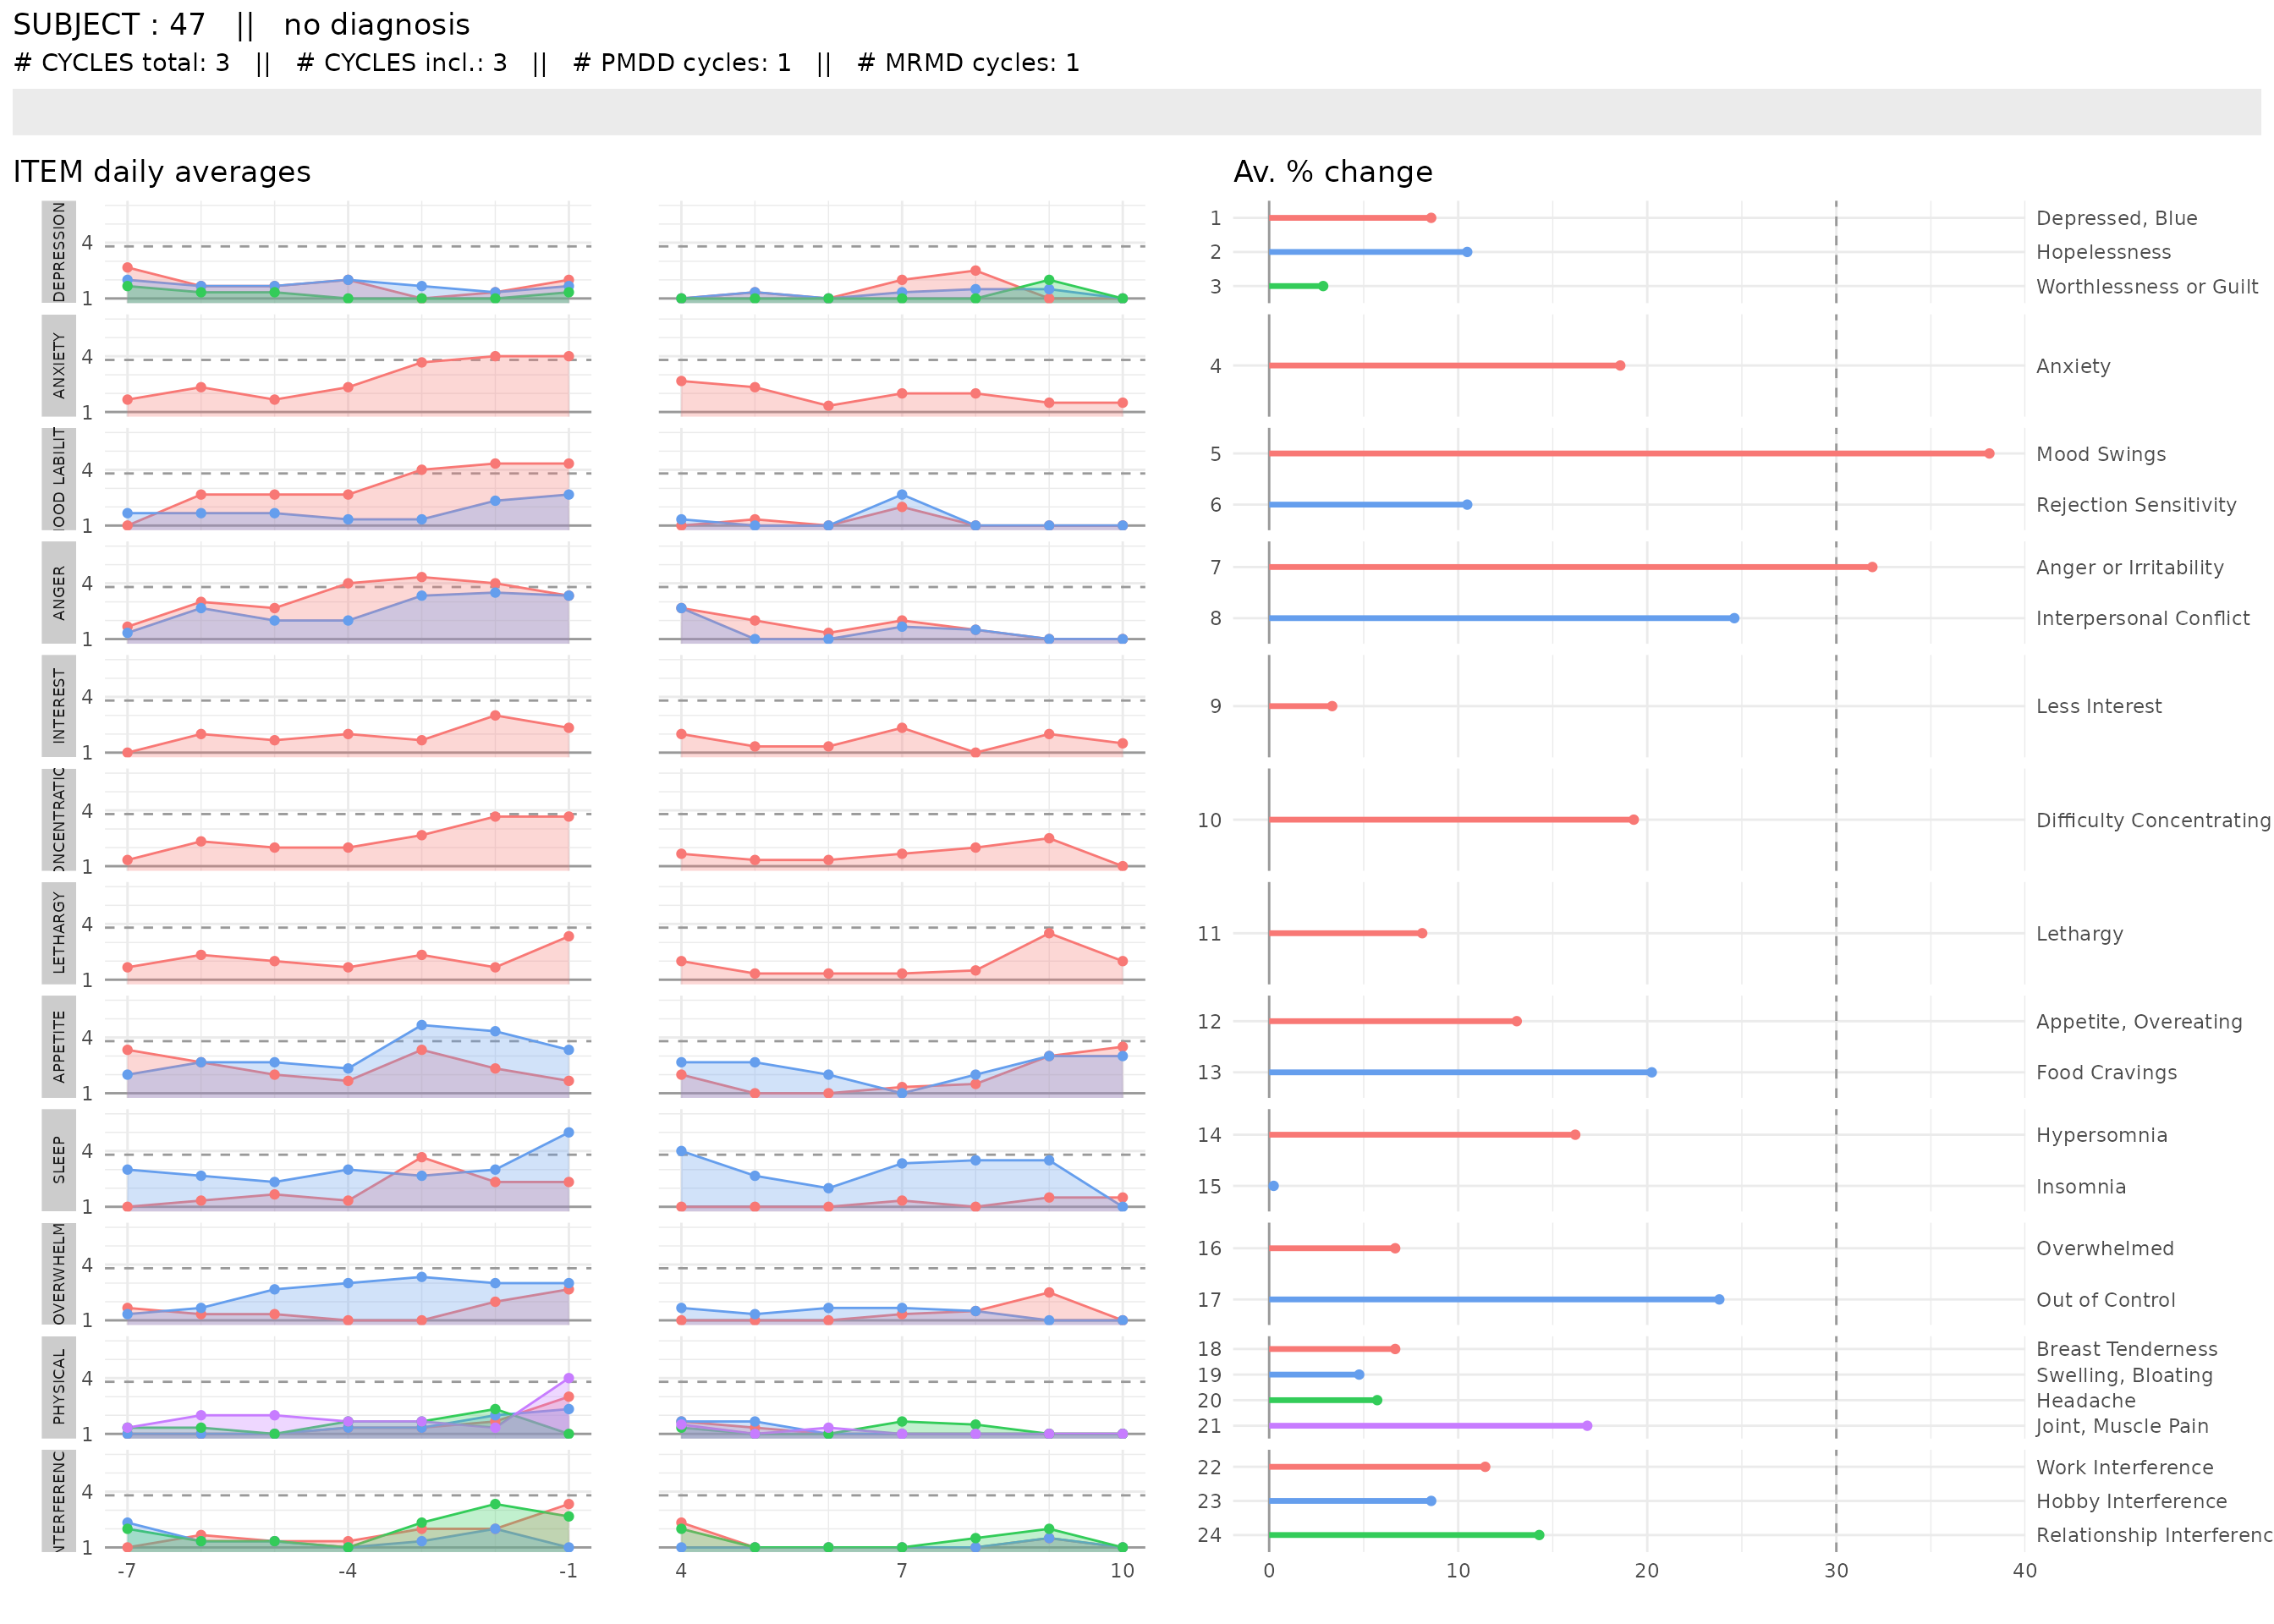 SUBJECT : 47 || no diagnosis
# CYCLES total: 3 || # CYCLES incl.: 3 || # PMDD cycles: 1 || # MRMD cycles: 1
ITEM daily averages
Av. % change
DEPRESSION
4
1
1 Depressed, Blue
2 Hopelessness
3 Worthlessness or Guilt
ANXIETY
4
1
4 Anxiety
OOD LABILIT
4
1
5 Mood Swings
6 Rejection Sensitivity
ANGER
4
1
7 Anger or Irritability
8 Interpersonal Conflict
INTEREST
4
1
9 Less Interest
ONCENTRATIO
4
1
10 Difficulty Concentrating
LETHARGY
4
1
11 Lethargy
APPETITE
4
1
12 Appetite, Overeating
13 Food Cravings
SLEEP
4
1
14 Hypersomnia
15 Insomnia
OVERWHELM
4
1
16 Overwhelmed
17 Out of Control
PHYSICAL
4
1
18 Breast Tenderness
19 Swelling, Bloating
20 Headache
21 Joint, Muscle Pain
NTERFERENC
4
1
22 Work Interference
23 Hobby Interference
24 Relationship Interferenc
-7 -4 -1 4 7 10 0 10 20 30 40